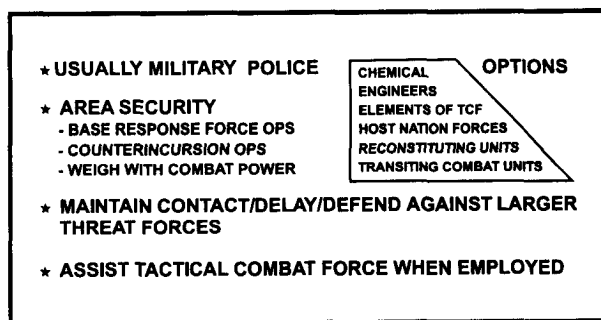 ★ USUALLY MILITARY POLICE
★ AREA SECURITY
- BASE RESPONSE FORCE OPS
- COUNTERINCURSION OPS
- WEIGH WITH COMBAT POWER
OPTIONS
CHEMICAL
ENGINEERS
ELEMENTS OF TCF
HOST NATION FORCES
RECONSTITUTING UNITS
TRANSITING COMBAT UNITS
★ MAINTAIN CONTACT/DELAY/DEFEND AGAINST LARGER
THREAT FORCES
★ ASSIST TACTICAL COMBAT FORCE WHEN EMPLOYED